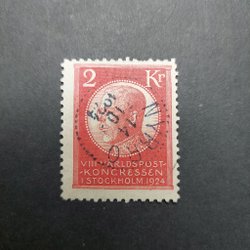 2 Kr
VIII VÄRLDSPOST-
KONGRESSEN
I STOCKHOLM 1924